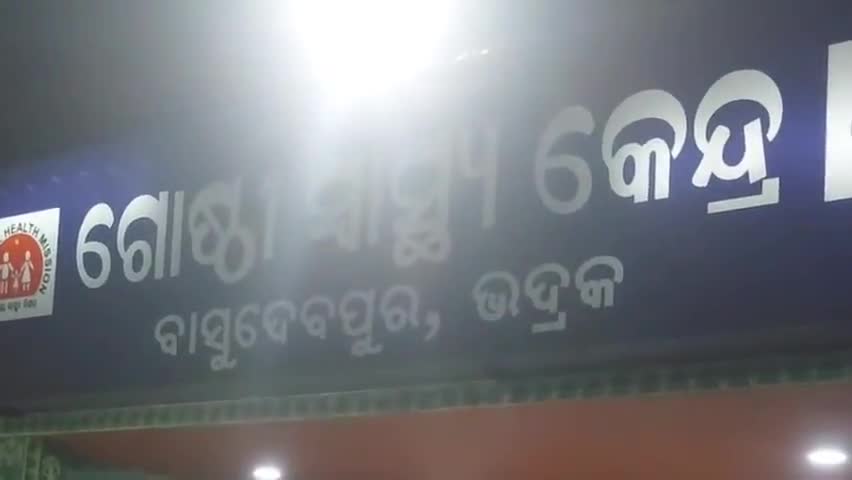 ଗୋଷ୍ଠୀ ସ୍ୱାସ୍ଥ୍ୟ କେନ୍ଦ୍ର
ବାସୁଦେବପୁର, ଭଦ୍ରକ
HEALTH MISSION